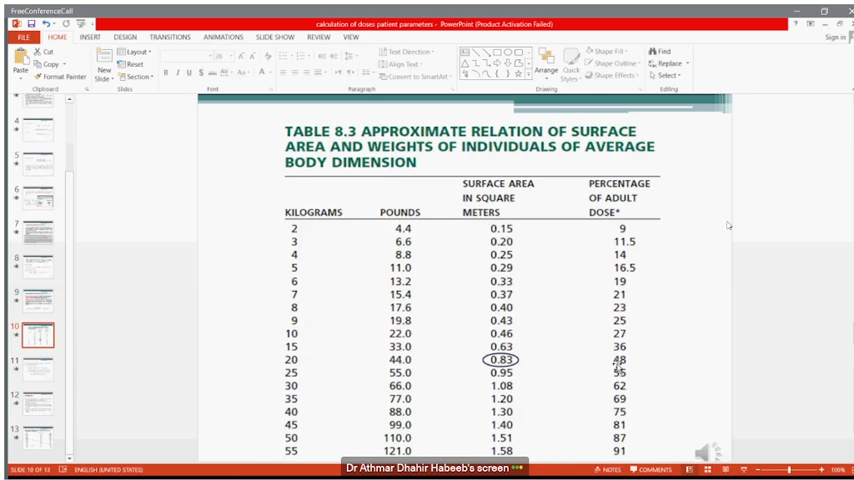 FreeConferenceCall
calculation of doses patient parameters - PowerPoint (Product Activation Failed)
FILE HOME INSERT DESIGN TRANSITIONS ANIMATIONS SLIDE SHOW REVIEW VIEW Sign in
Paste Cut Copy Format Painter
New Slide Layout Reset Section
Text Direction Align Text Convert to SmartArt
Arrange Quick Styles Shape Fill Shape Outline Shape Effects
Find Replace Select
Clipboard Slides Font Paragraph Drawing Editing
4
5
6
7
8
9
10
11
12
13
TABLE 8.3 APPROXIMATE RELATION OF SURFACE
AREA AND WEIGHTS OF INDIVIDUALS OF AVERAGE
BODY DIMENSION
SURFACE AREA PERCENTAGE
IN SQUARE OF ADULT
KILOGRAMS POUNDS METERS DOSE*
2 4.4 0.15 9
3 6.6 0.20 11.5
4 8.8 0.25 14
5 11.0 0.29 16.5
6 13.2 0.33 19
7 15.4 0.37 21
8 17.6 0.40 23
9 19.8 0.43 25
10 22.0 0.46 27
15 33.0 0.63 36
20 44.0 0.83 48
25 55.0 0.95 55
30 66.0 1.08 62
35 77.0 1.20 69
40 88.0 1.30 75
45 99.0 1.40 81
50 110.0 1.51 87
55 121.0 1.58 91
Dr Athmar Dhahir Habeeb's screen
SLIDE 10 OF 13 ENGLISH (UNITED STATES) NOTES COMMENTS 100%